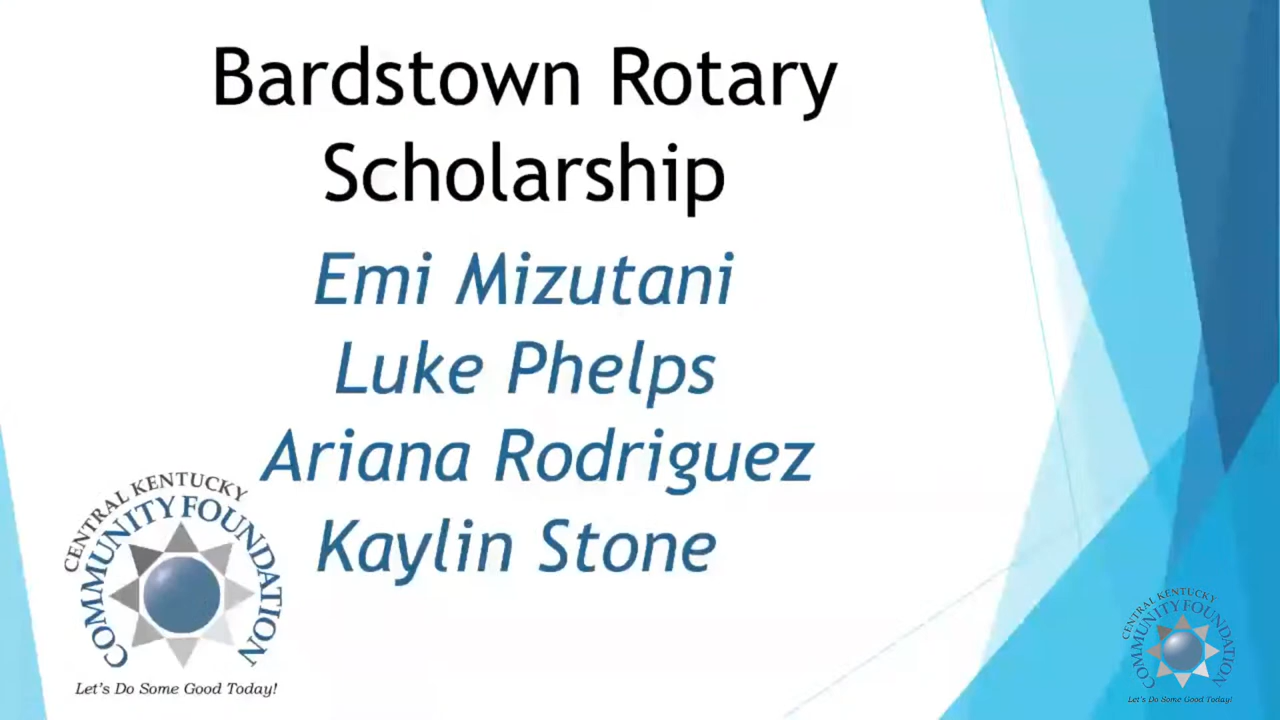 Bardstown Rotary
Scholarship
Emi Mizutani
Luke Phelps
Ariana Rodriguez
Kaylin Stone
CENTRAL KENTUCKY
COMMUNITY FOUNDATION
Let's Do Some Good Today!
CENTRAL KENTUCKY
COMMUNITY FOUNDATION
Let's Do Some Good Today!